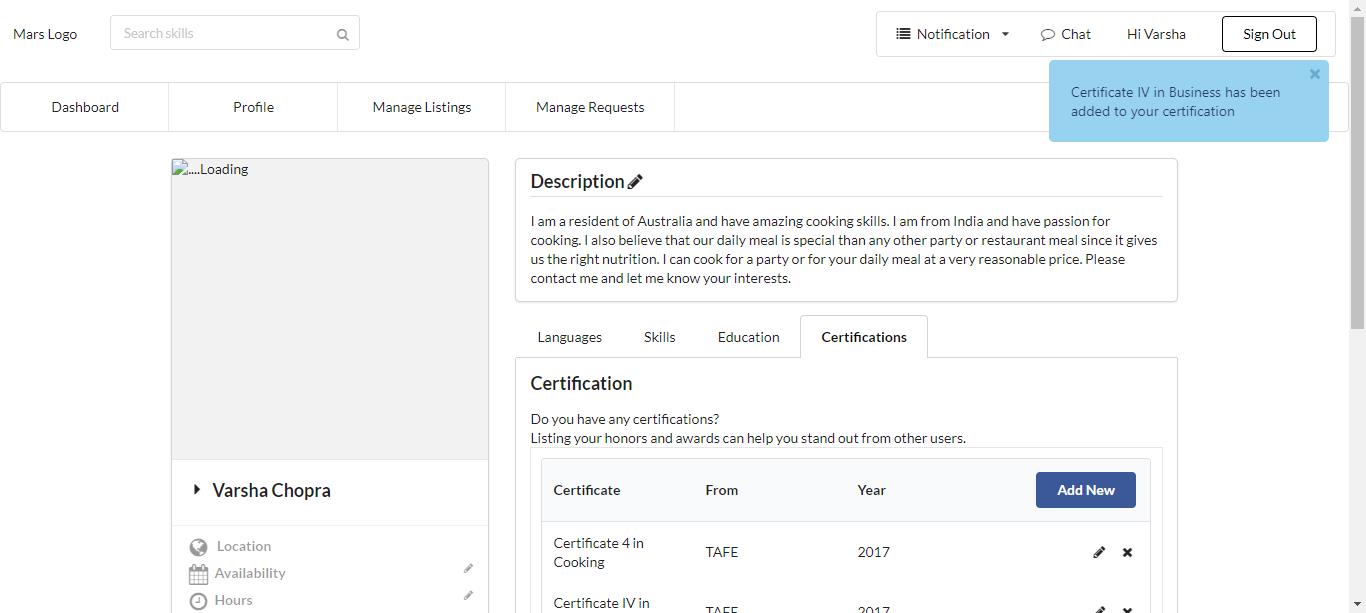 Mars Logo
Search skills
Notification
Chat
Hi Varsha
Sign Out
Certificate IV in Business has been
added to your certification
Dashboard
Profile
Manage Listings
Manage Requests
....Loading
Description
I am a resident of Australia and have amazing cooking skills. I am from India and have passion for
cooking. I also believe that our daily meal is special than any other party or restaurant meal since it gives
us the right nutrition. I can cook for a party or for your daily meal at a very reasonable price. Please
contact me and let me know your interests.
Languages
Skills
Education
Certifications
Certification
Do you have any certifications?
Listing your honors and awards can help you stand out from other users.
Certificate
From
Year
Add New
Certificate 4 in
Cooking
TAFE
2017
Certificate IV in
TAFE
2017
Varsha Chopra
Location
Availability
Hours